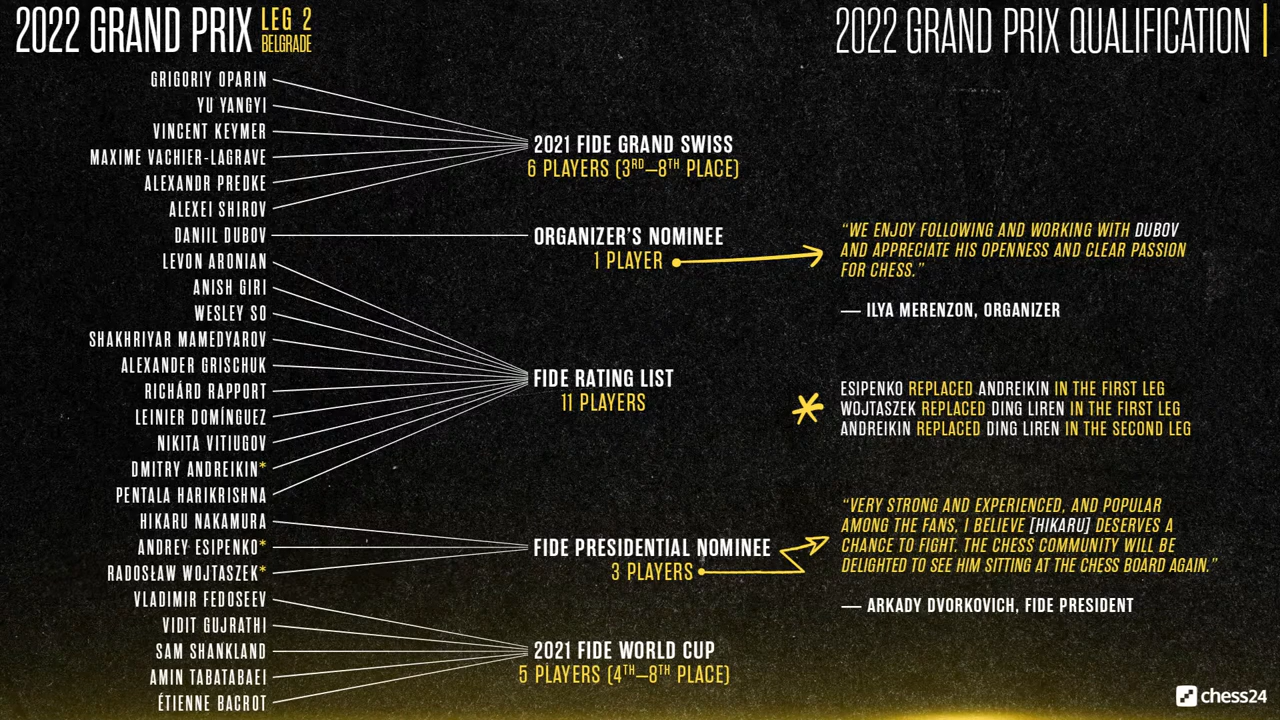 2022 GRAND PRIX LEG 2 BELGRADE
2022 GRAND PRIX QUALIFICATION
GRIGORIY OPARIN
YU YANGYI
VINCENT KEYMER
MAXIME VACHIER-LAGRAVE
ALEXANDR PREDKE
ALEXEI SHIROV
DANIIL DUBOV
LEVON ARONIAN
ANISH GIRI
WESLEY SO
SHAKHRIYAR MAMEDYAROV
ALEXANDER GRISCHUK
RICHÁRD RAPPORT
LEINIER DOMÍNGUEZ
NIKITA VITIUGOV
DMITRY ANDREIKIN*
PENTALA HARIKRISHNA
HIKARU NAKAMURA
ANDREY ESIPENKO*
RADOSŁAW WOJTASZEK*
VLADIMIR FEDOSEEV
VIDIT GUJRATHI
SAM SHANKLAND
AMIN TABATABAEI
ÉTIENNE BACROT
2021 FIDE GRAND SWISS
6 PLAYERS (3RD–8TH PLACE)
ORGANIZER'S NOMINEE
1 PLAYER
FIDE RATING LIST
11 PLAYERS
FIDE PRESIDENTIAL NOMINEE
3 PLAYERS
2021 FIDE WORLD CUP
5 PLAYERS (4TH–8TH PLACE)
“WE ENJOY FOLLOWING AND WORKING WITH DUBOV
AND APPRECIATE HIS OPENNESS AND CLEAR PASSION
FOR CHESS.”
— ILYA MERENZON, ORGANIZER
* ESIPENKO REPLACED ANDREIKIN IN THE FIRST LEG
WOJTASZEK REPLACED DING LIREN IN THE FIRST LEG
ANDREIKIN REPLACED DING LIREN IN THE SECOND LEG
“VERY STRONG AND EXPERIENCED, AND POPULAR
AMONG THE FANS, I BELIEVE [HIKARU] DESERVES A
CHANCE TO FIGHT. THE CHESS COMMUNITY WILL BE
DELIGHTED TO SEE HIM SITTING AT THE CHESS BOARD AGAIN.”
— ARKADY DVORKOVICH, FIDE PRESIDENT
chess24